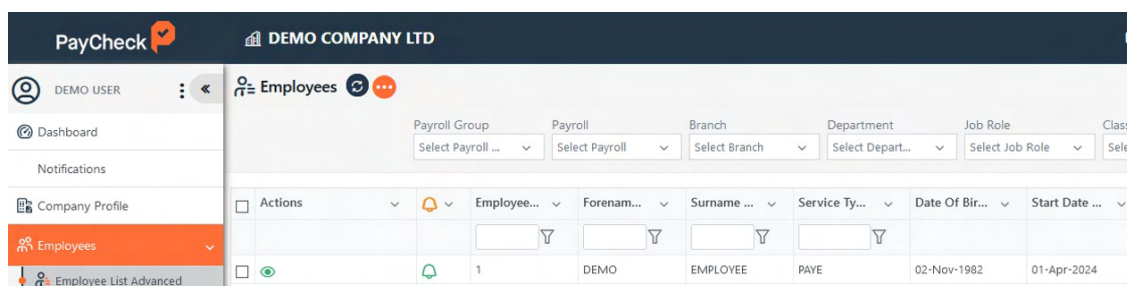 PayCheck
DEMO COMPANY LTD
DEMO USER
Employees
Dashboard
Payroll Group Payroll Branch Department Job Role
Select Payroll ... Select Payroll Select Branch Select Depart... Select Job Role
Notifications
Company Profile
Actions Employee... Forenam... Surname ... Service Ty... Date Of Bir... Start Date ...
Employees
Employee List Advanced
1 DEMO EMPLOYEE PAYE 02-Nov-1982 01-Apr-2024